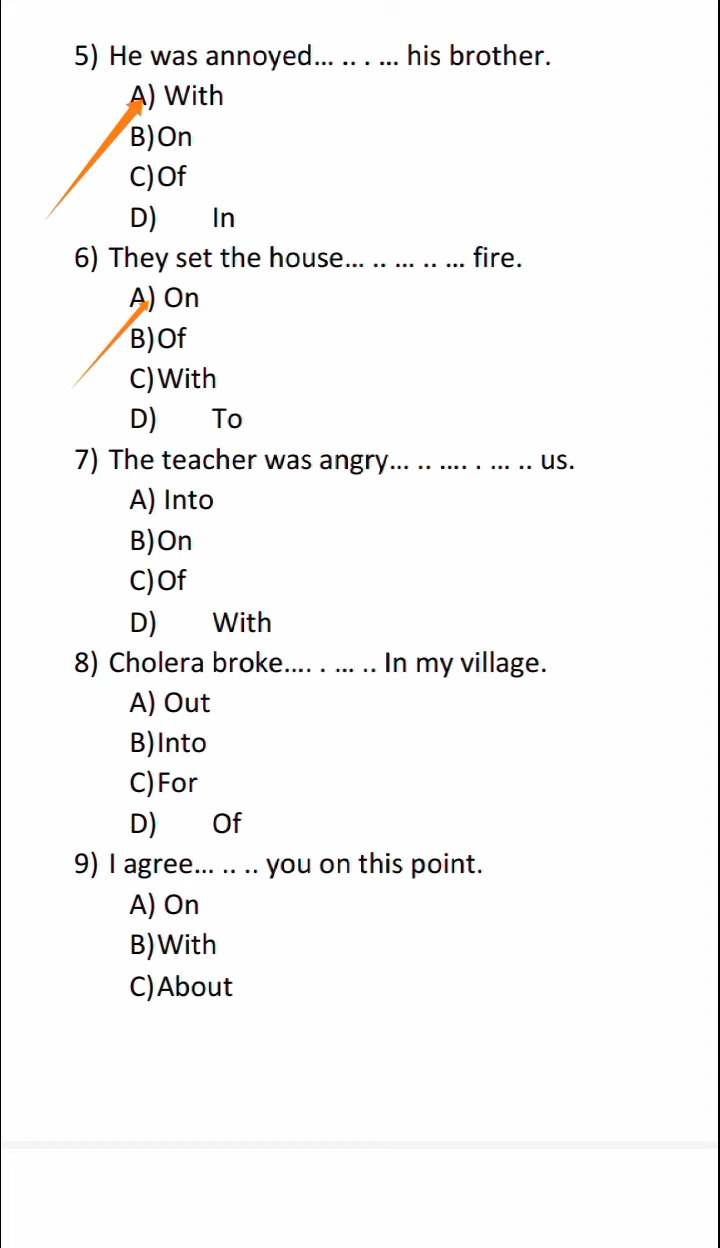 5) He was annoyed... .. . ... his brother.
A) With
B)On
C)Of
D) In
6) They set the house... .. ... .. ... fire.
A) On
B)Of
C)With
D) To
7) The teacher was angry... .. .... . ... .. us.
A) Into
B)On
C)Of
D) With
8) Cholera broke.... . ... .. In my village.
A) Out
B)Into
C)For
D) Of
9) I agree... .. .. you on this point.
A) On
B)With
C)About